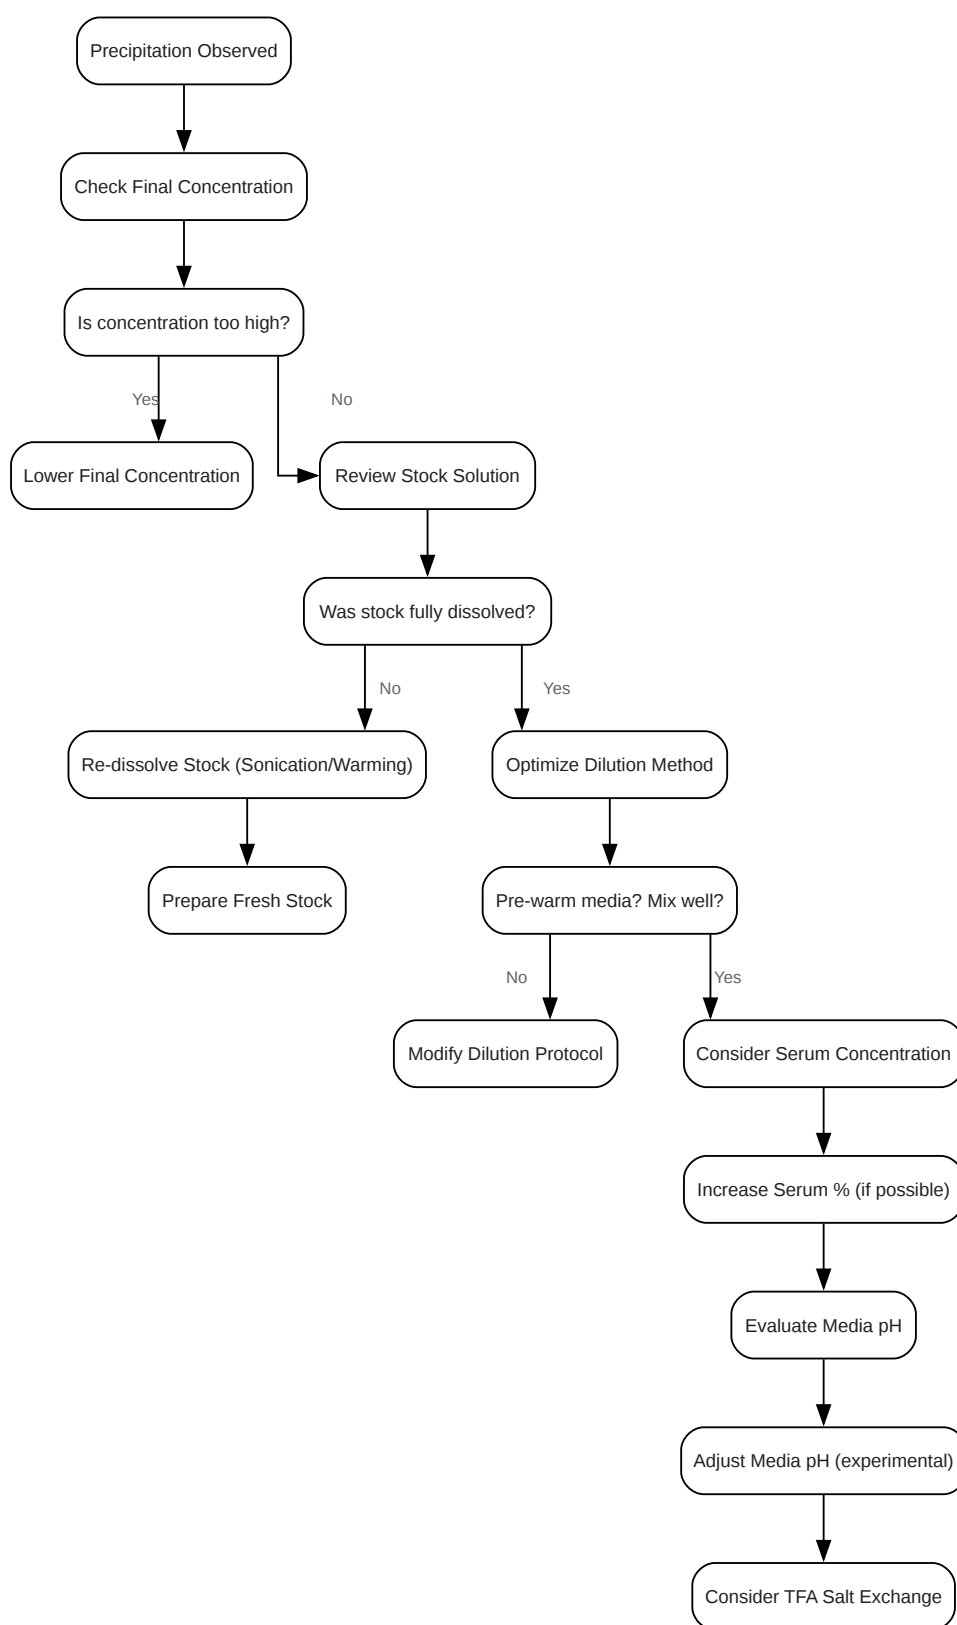 Precipitation Observed
Check Final Concentration
Is concentration too high?
Yes
No
Lower Final Concentration
Review Stock Solution
Was stock fully dissolved?
No
Yes
Re-dissolve Stock (Sonication/Warming)
Optimize Dilution Method
Prepare Fresh Stock
Pre-warm media? Mix well?
No
Yes
Modify Dilution Protocol
Consider Serum Concentration
Increase Serum % (if possible)
Evaluate Media pH
Adjust Media pH (experimental)
Consider TFA Salt Exchange